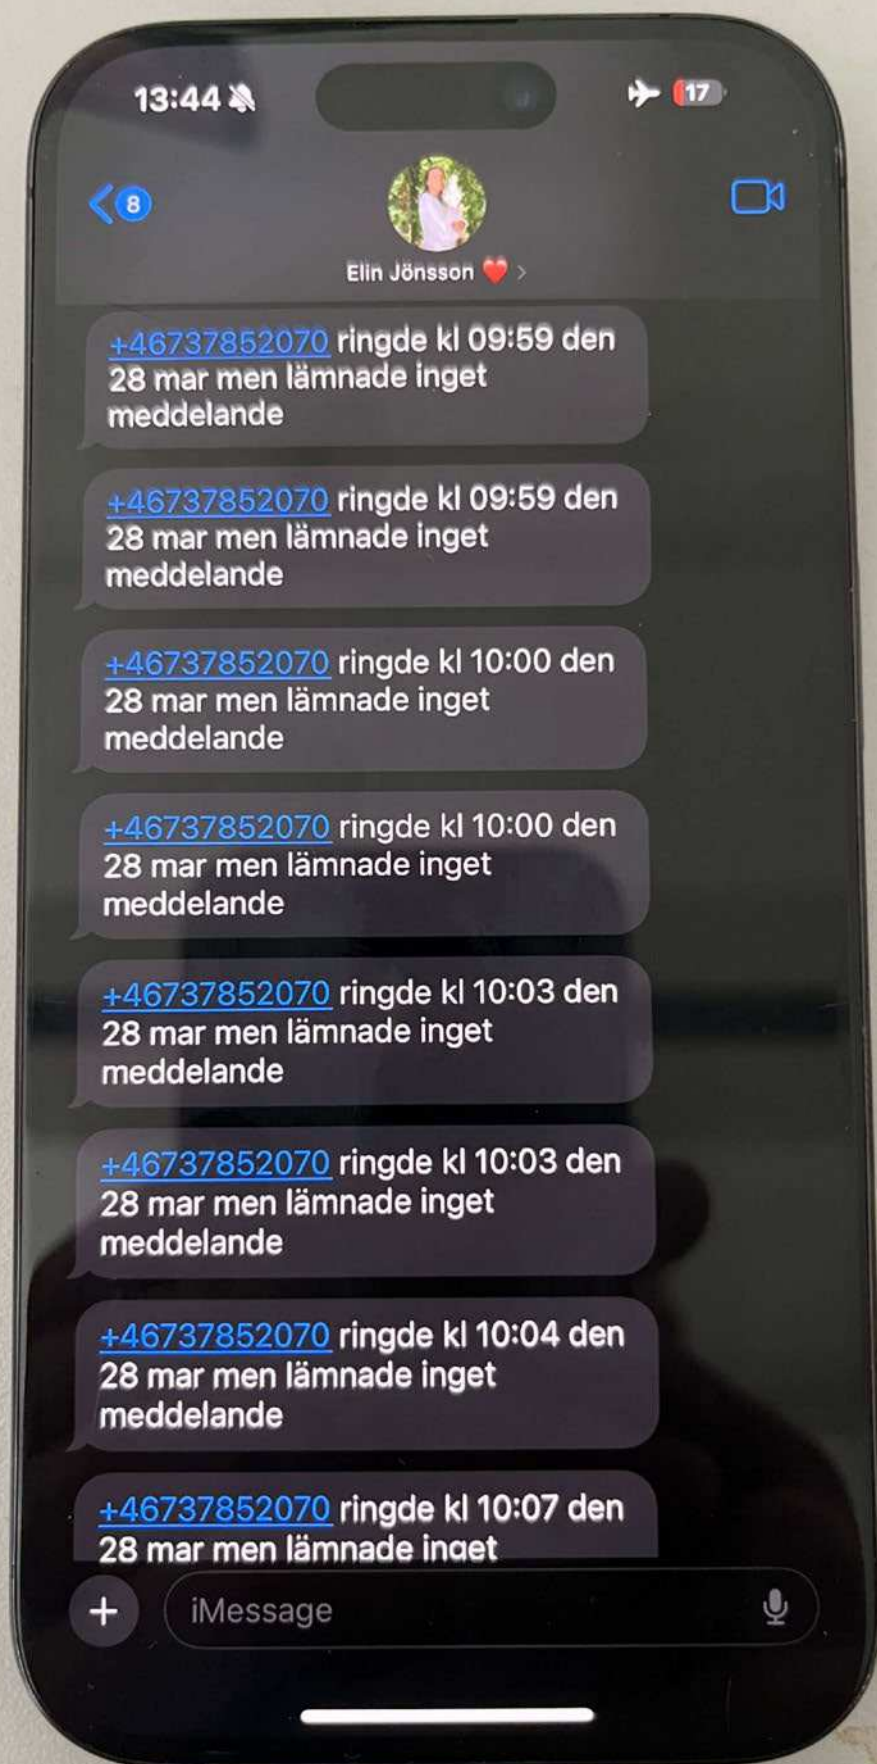 13:44
17
8
Elin Jönsson ❤️ >
+46737852070 ringde kl 09:59 den
28 mar men lämnade inget
meddelande
+46737852070 ringde kl 09:59 den
28 mar men lämnade inget
meddelande
+46737852070 ringde kl 10:00 den
28 mar men lämnade inget
meddelande
+46737852070 ringde kl 10:00 den
28 mar men lämnade inget
meddelande
+46737852070 ringde kl 10:03 den
28 mar men lämnade inget
meddelande
+46737852070 ringde kl 10:03 den
28 mar men lämnade inget
meddelande
+46737852070 ringde kl 10:04 den
28 mar men lämnade inget
meddelande
+46737852070 ringde kl 10:07 den
28 mar men lämnade inget
iMessage